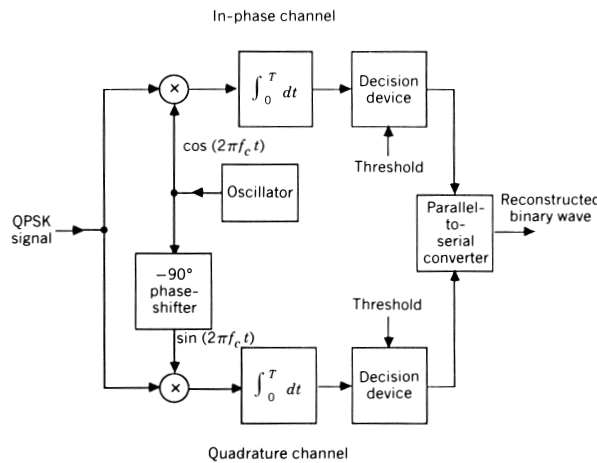 In-phase channel
∫₀ᵀ dt
Decision
device
cos (2πf_c t)
Threshold
Oscillator
QPSK
signal
Parallel-
to-
serial
converter
Reconstructed
binary wave
−90°
phase-
shifter
Threshold
sin (2πf_c t)
∫₀ᵀ dt
Decision
device
Quadrature channel